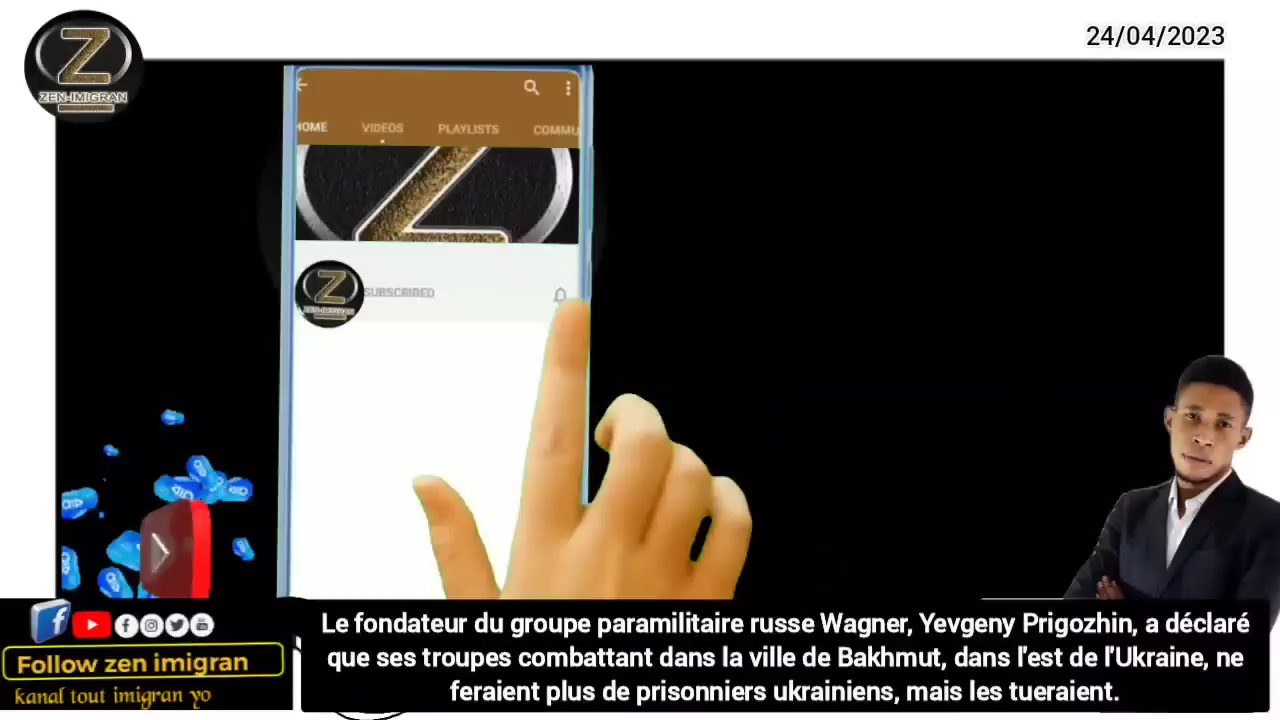 24/04/2023
Z
ZEN-IMIGRAN
HOME VIDEOS PLAYLISTS COMMU
Z
SUBSCRIBED
Le fondateur du groupe paramilitaire russe Wagner, Yevgeny Prigozhin, a déclaré
que ses troupes combattant dans la ville de Bakhmut, dans l'est de l'Ukraine, ne
feraient plus de prisonniers ukrainiens, mais les tueraient.
Follow zen imigran
kanal tout imigran yo